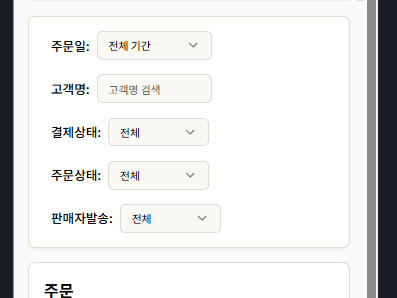 주문일: 전체 기간
고객명: 고객명 검색
결제상태: 전체
주문상태: 전체
판매자발송: 전체
주문